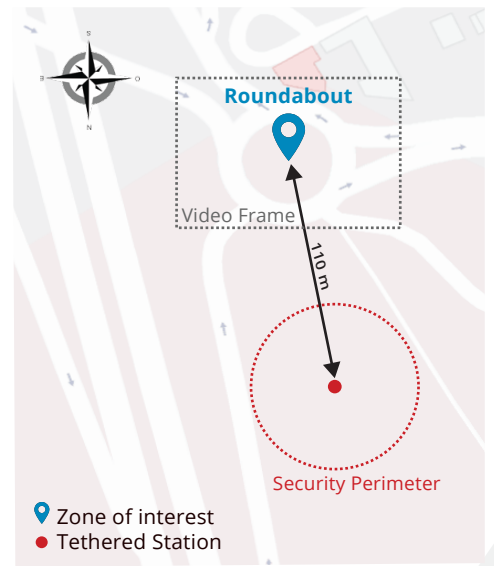 S
E
O
N
Roundabout
Video Frame
110 m
Security Perimeter
Zone of interest
Tethered Station